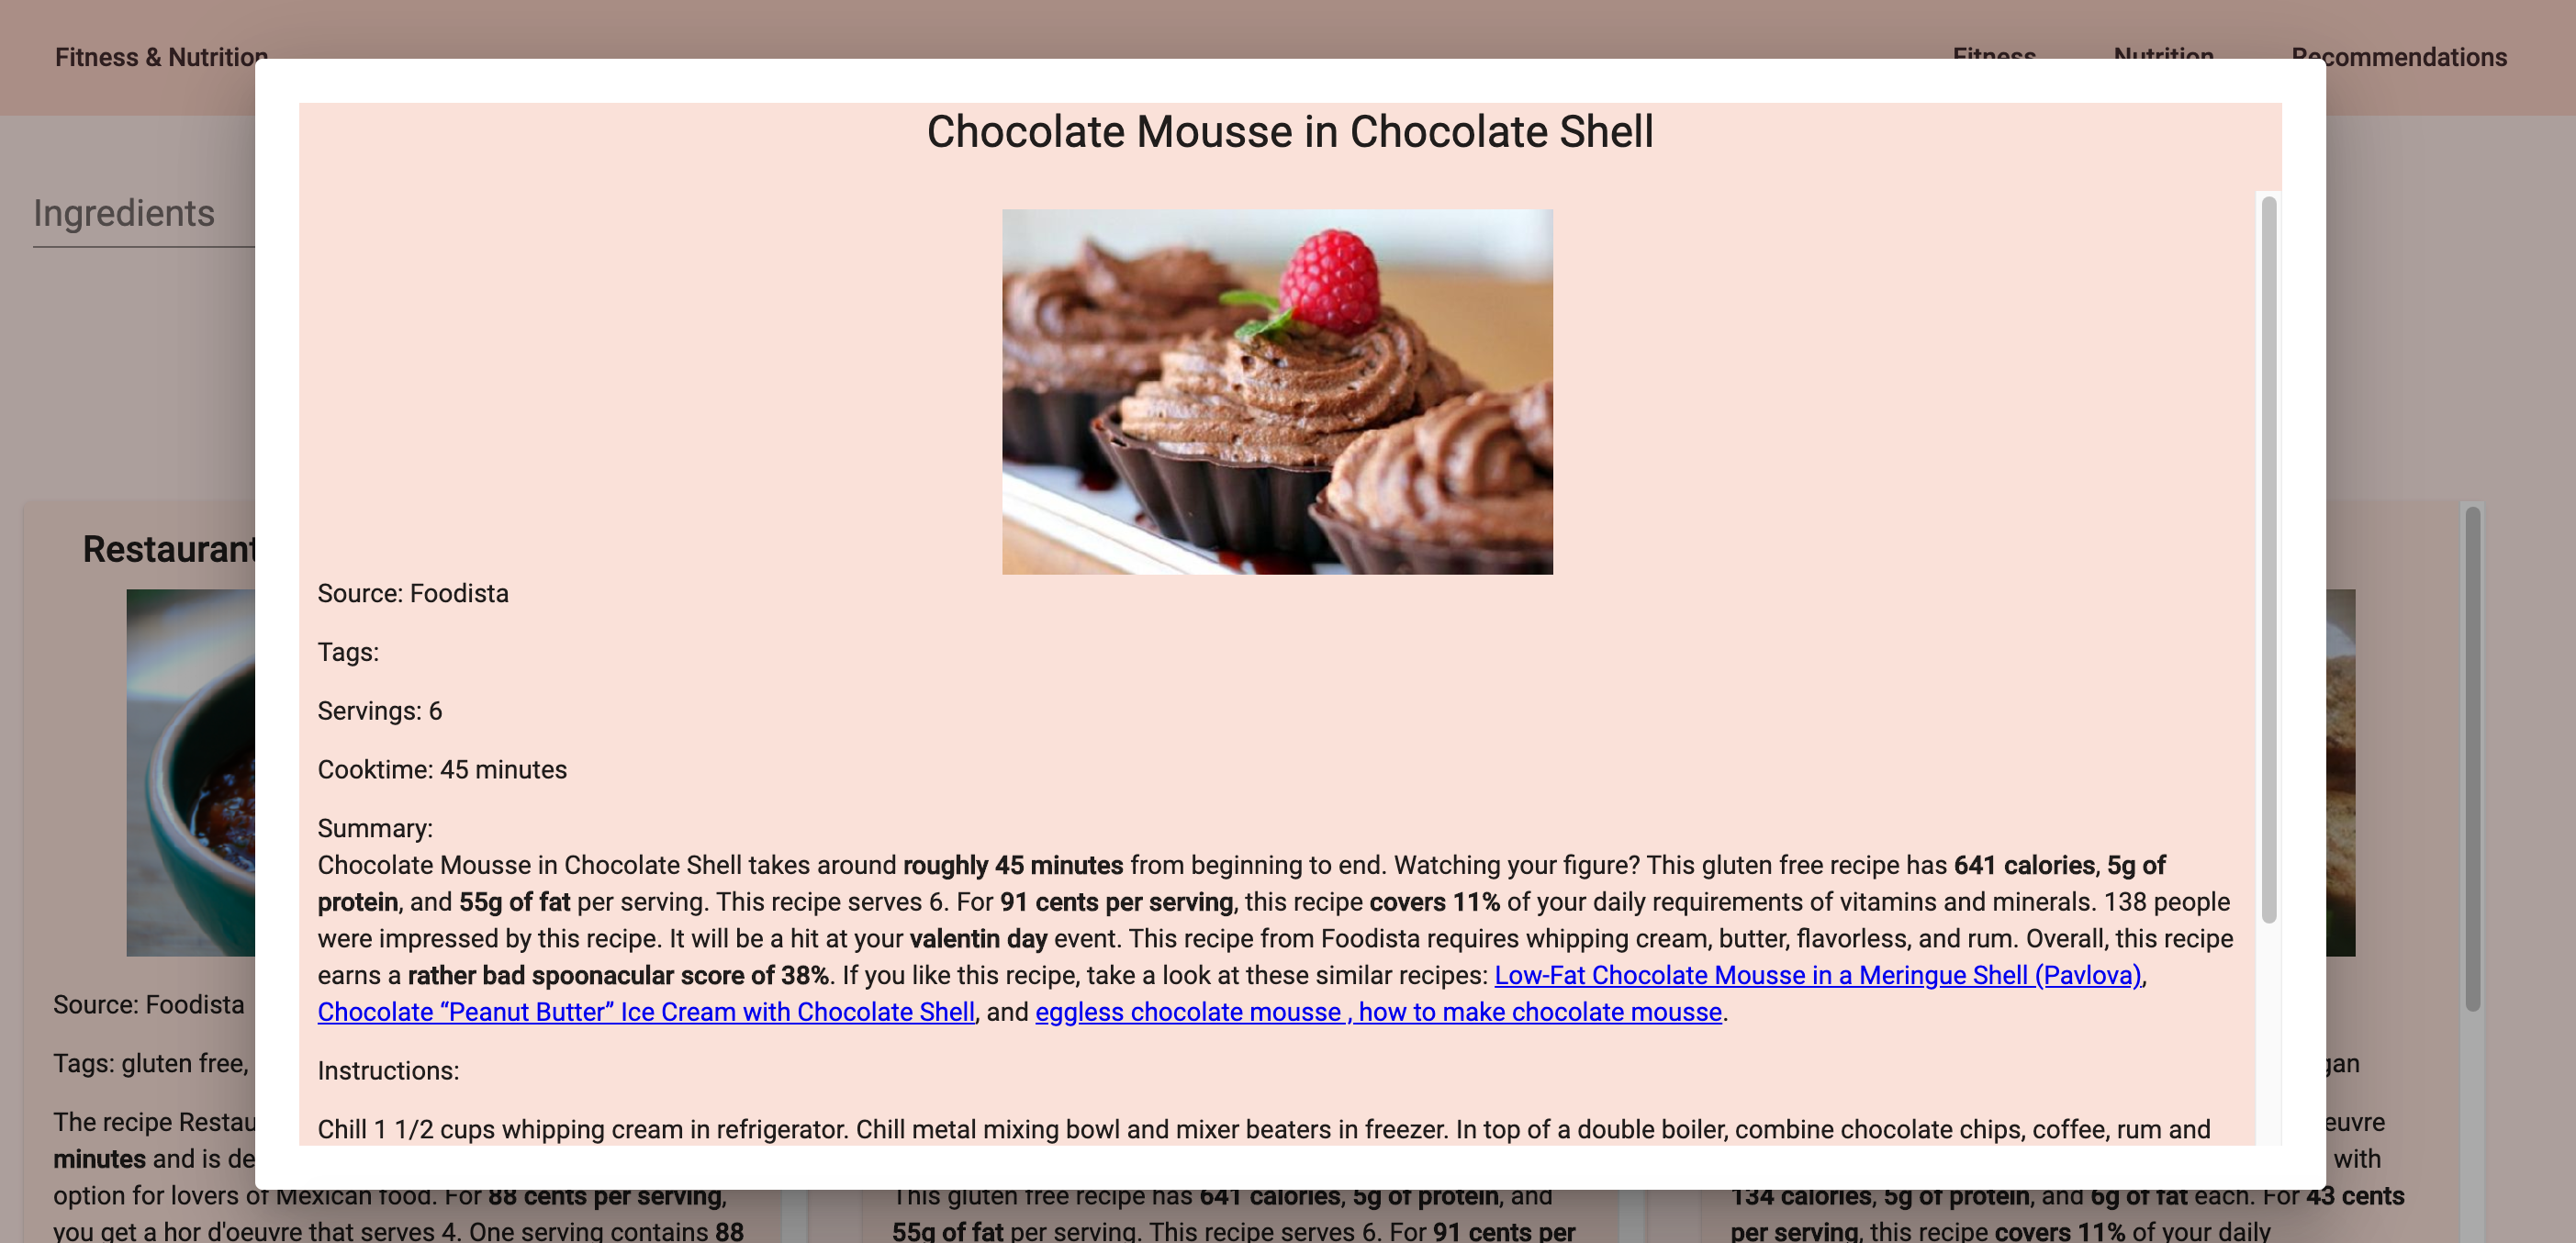 Fitness & Nutrition
Fitness
Nutrition
Recommendations
Ingredients
Chocolate Mousse in Chocolate Shell
Source: Foodista
Tags:
Servings: 6
Cooktime: 45 minutes
Summary:
Chocolate Mousse in Chocolate Shell takes around roughly 45 minutes from beginning to end. Watching your figure? This gluten free recipe has 641 calories, 5g of
protein, and 55g of fat per serving. This recipe serves 6. For 91 cents per serving, this recipe covers 11% of your daily requirements of vitamins and minerals. 138 people
were impressed by this recipe. It will be a hit at your valentin day event. This recipe from Foodista requires whipping cream, butter, flavorless, and rum. Overall, this recipe
earns a rather bad spoonacular score of 38%. If you like this recipe, take a look at these similar recipes: Low-Fat Chocolate Mousse in a Meringue Shell (Pavlova),
Chocolate “Peanut Butter” Ice Cream with Chocolate Shell, and eggless chocolate mousse , how to make chocolate mousse.
Instructions:
Chill 1 1/2 cups whipping cream in refrigerator. Chill metal mixing bowl and mixer beaters in freezer. In top of a double boiler, combine chocolate chips, coffee, rum and
Restaurant
Source: Foodista
Tags: gluten free,
The recipe Restau
minutes and is de
option for lovers of Mexican food. For 88 cents per serving,
you get a hor d'oeuvre that serves 4. One serving contains 88
This gluten free recipe has 641 calories, 5g of protein, and
55g of fat per serving. This recipe serves 6. For 91 cents per
gan
euvre
with
134 calories, 5g of protein, and 6g of fat each. For 43 cents
per serving, this recipe covers 11% of your daily